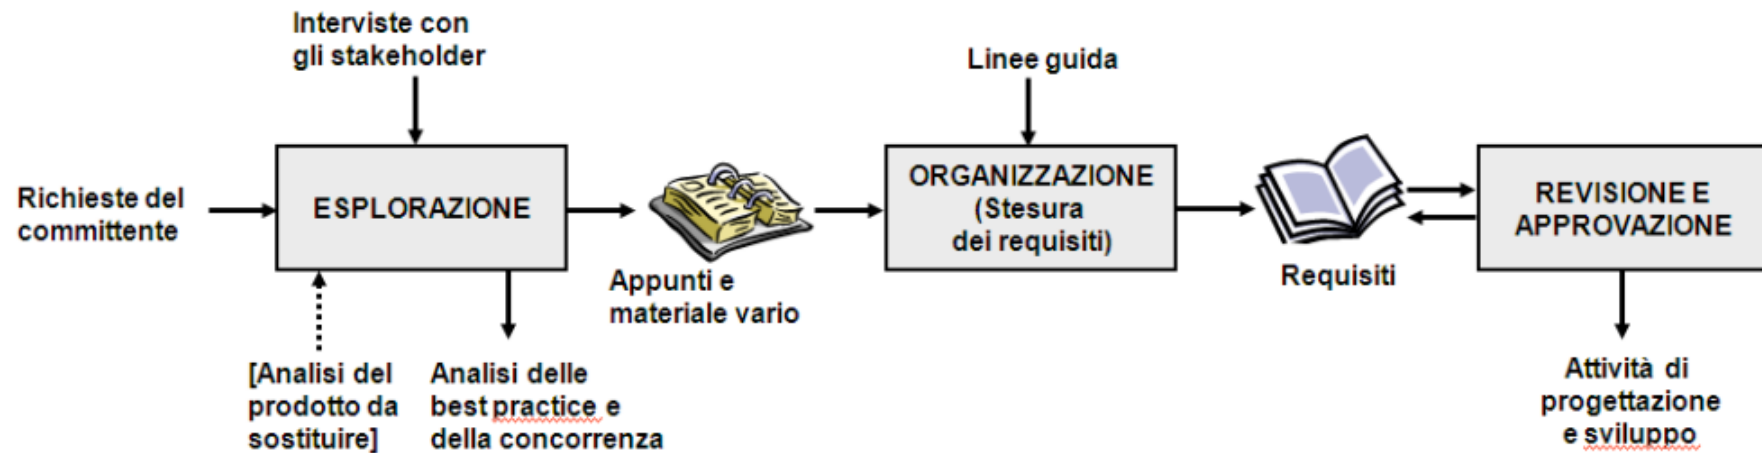 Interviste con
gli stakeholder
Linee guida
Richieste del
committente
ESPLORAZIONE
Appunti e
materiale vario
ORGANIZZAZIONE
(Stesura
dei requisiti)
Requisiti
REVISIONE E
APPROVAZIONE
[Analisi del
prodotto da
sostituire]
Analisi delle
best practice e
della concorrenza
Attività di
progettazione
e sviluppo